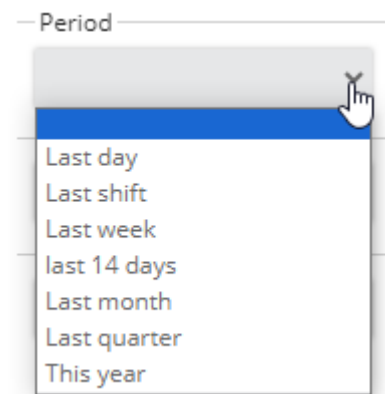 Period
Last day
Last shift
Last week
last 14 days
Last month
Last quarter
This year